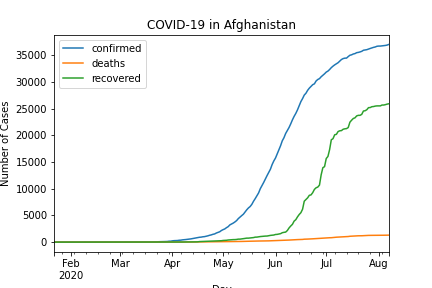 COVID-19 in Afghanistan
confirmed
deaths
recovered
Number of Cases
35000
30000
25000
20000
15000
10000
5000
0
Feb
2020
Mar
Apr
May
Jun
Jul
Aug